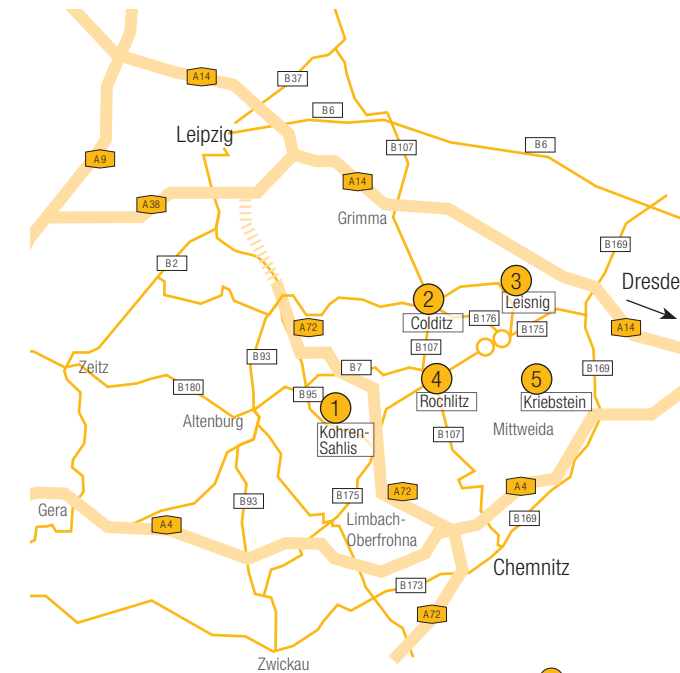 A14
B37
B6
Leipzig
B107
B6
A9
A14
A38
Grimma
B169
B2
3
Dresde
2
Leisnig
Colditz
B176
A72
B175
A14
B107
B93
B7
Zeitz
B169
4
5
B180
B95
Rochlitz
Kriebstein
1
Altenburg
Kohren-
Sahlis
Mittweida
B107
A4
B175
A72
B93
Gera
A4
Limbach-
Oberfrohna
B169
Chemnitz
B173
A72
Zwickau